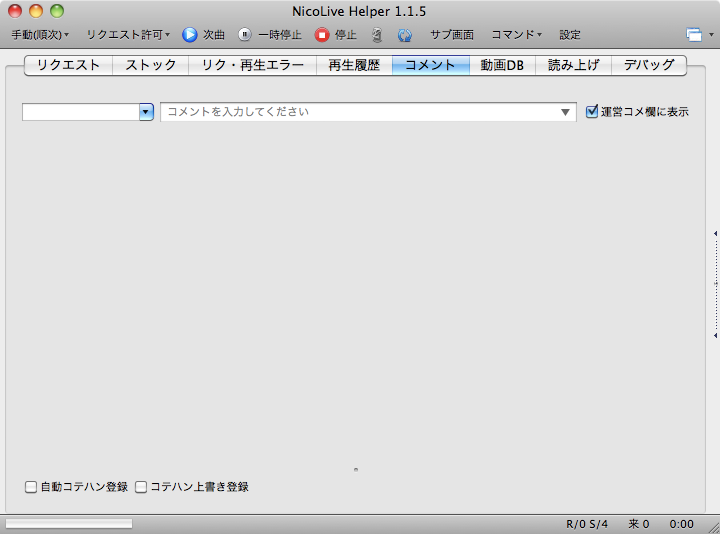 NicoLive Helper 1.1.5
手動(順次) リクエスト許可 次曲 一時停止 停止 サブ画面 コマンド 設定
リクエスト ストック リク・再生エラー 再生履歴 コメント 動画DB 読み上げ デバッグ
コメントを入力してください 運営コメ欄に表示
自動コテハン登録 コテハン上書き登録
R/0 S/4 来 0 0:00